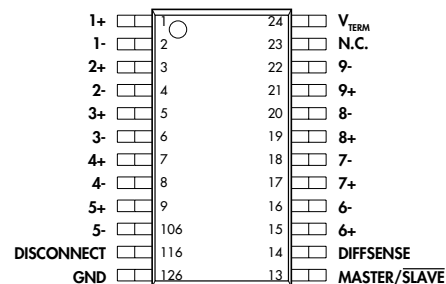 1+ 1 24 V_TERM
1- 2 23 N.C.
2+ 3 22 9-
2- 4 21 9+
3+ 5 20 8-
3- 6 19 8+
4+ 7 18 7-
4- 8 17 7+
5+ 9 16 6-
5- 106 15 6+
DISCONNECT 116 14 DIFFSENSE
GND 126 13 MASTER/S̅L̅A̅V̅E̅